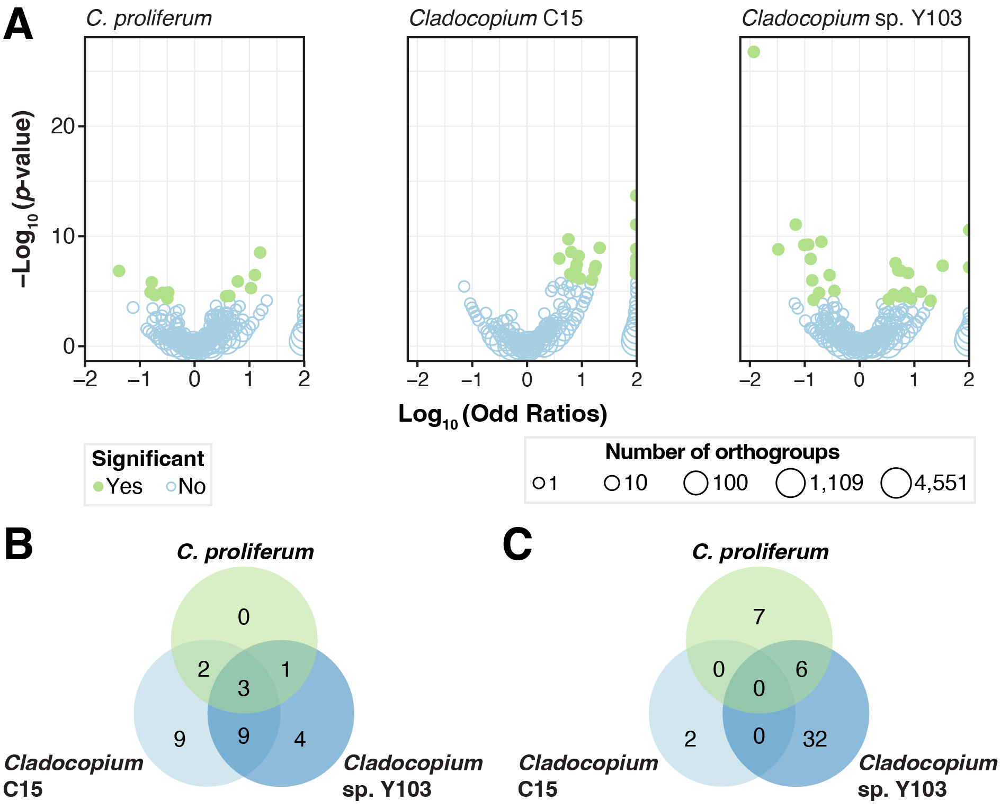 A
C. proliferum
Cladocopium C15
Cladocopium sp. Y103
−Log10 (p-value)
20
10
0
−2 −1 0 1 2
−2 −1 0 1 2
−2 −1 0 1 2
Log10 (Odd Ratios)
Significant
Yes No
Number of orthogroups
1 10 100 1,109 4,551
B
C. proliferum
0
2 1
3
9 9 4
Cladocopium
C15
Cladocopium
sp. Y103
C
C. proliferum
7
0 6
0
2 0 32
Cladocopium
C15
Cladocopium
sp. Y103